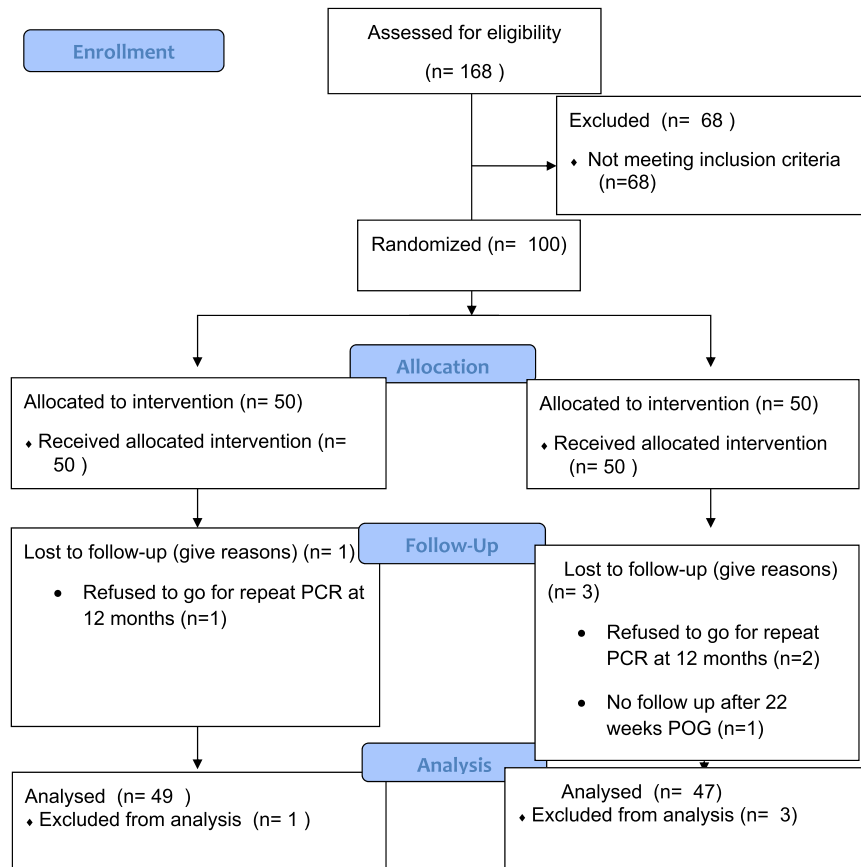 Enrollment
Assessed for eligibility
(n= 168 )
Excluded (n= 68 )
♦ Not meeting inclusion criteria
(n=68)
Randomized (n= 100)
Allocation
Allocated to intervention (n= 50)
♦ Received allocated intervention (n=
50 )
Allocated to intervention (n= 50)
♦ Received allocated intervention
(n= 50 )
Follow-Up
Lost to follow-up (give reasons) (n= 1)
• Refused to go for repeat PCR at
12 months (n=1)
Lost to follow-up (give reasons)
(n= 3)
• Refused to go for repeat
PCR at 12 months (n=2)
• No follow up after 22
weeks POG (n=1)
Analysis
Analysed (n= 49 )
♦ Excluded from analysis (n= 1 )
Analysed (n= 47)
♦ Excluded from analysis (n= 3)